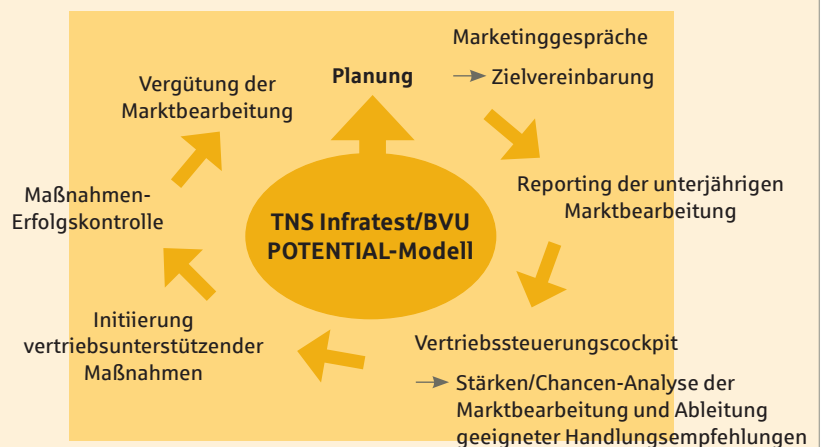 Planung
Marketinggespräche
→ Zielvereinbarung
Reporting der unterjährigen
Marktbearbeitung
Vertriebssteuerungscockpit
→ Stärken/Chancen-Analyse der
Marktbearbeitung und Ableitung
geeigneter Handlungsempfehlungen
Initiierung
vertriebsunterstützender
Maßnahmen
Maßnahmen-
Erfolgskontrolle
Vergütung der
Marktbearbeitung
TNS Infratest/BVU
POTENTIAL-Modell